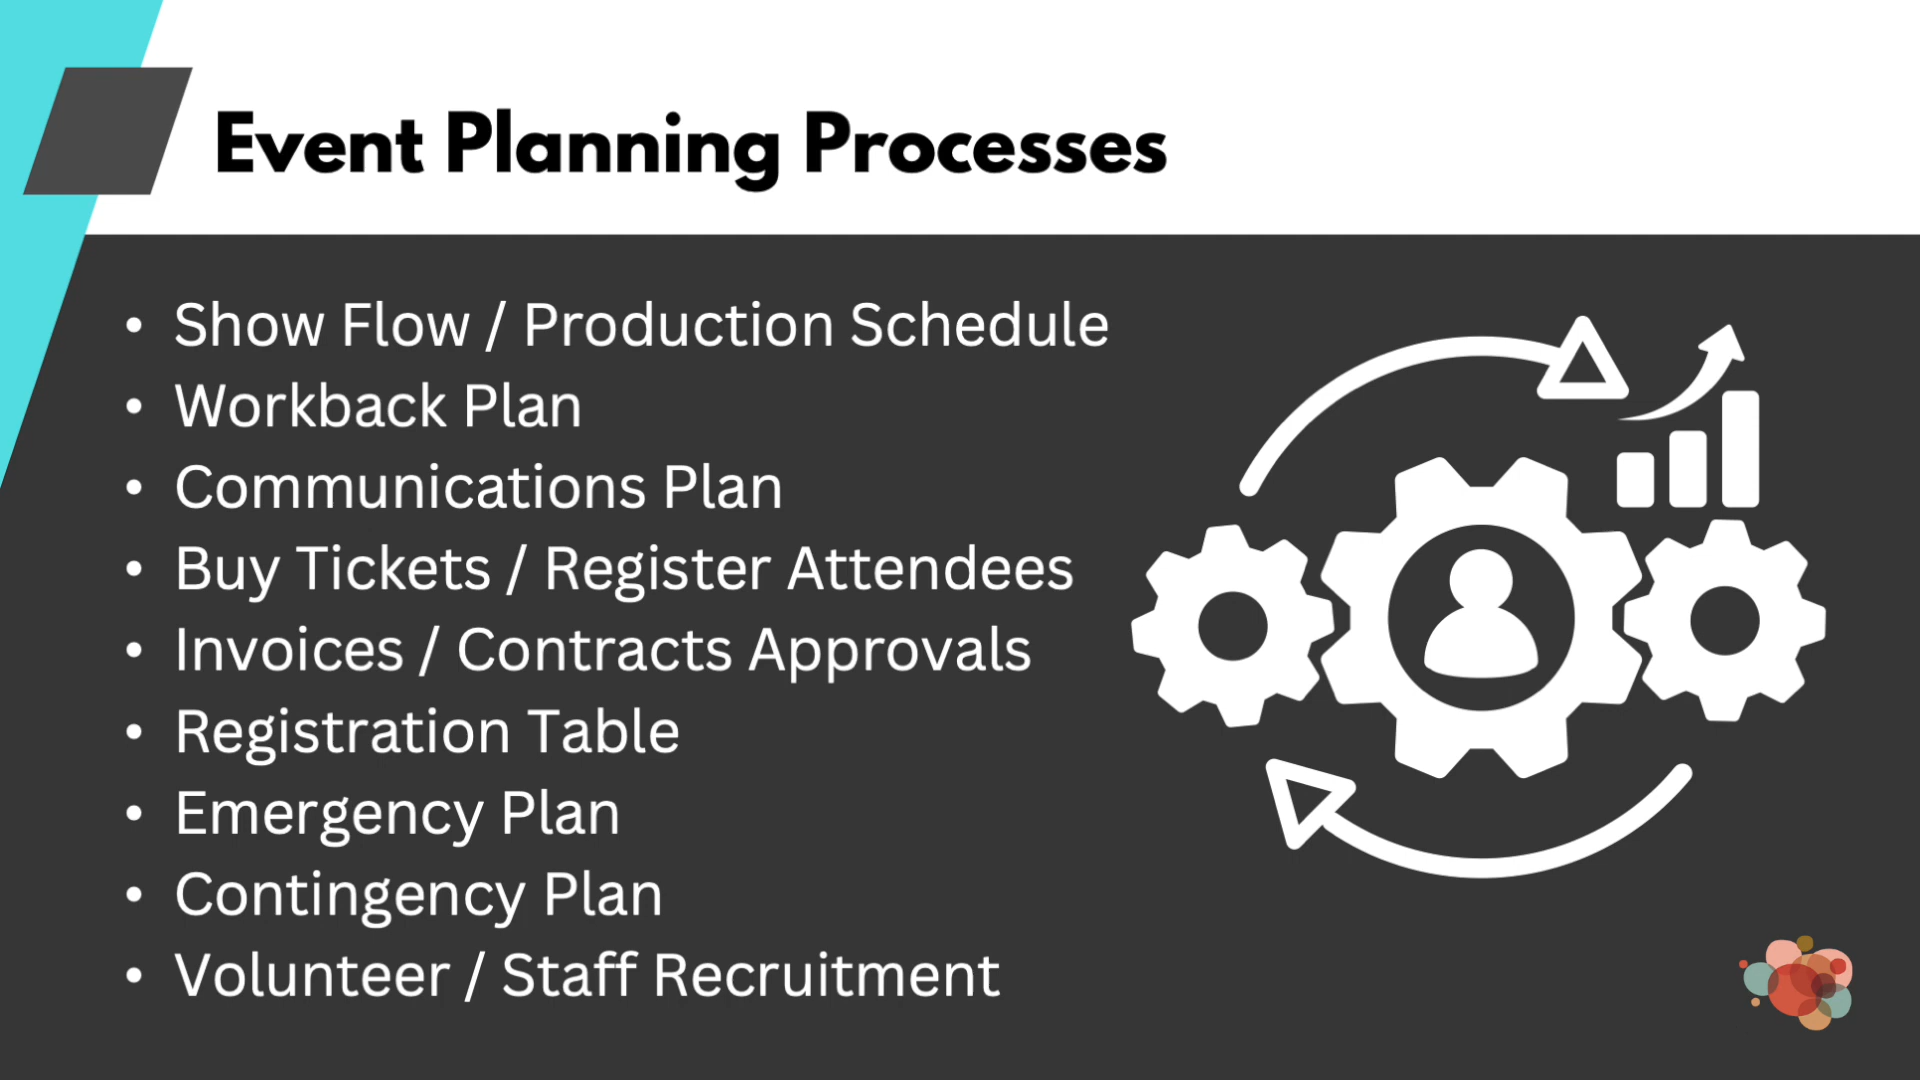 Event Planning Processes
• Show Flow / Production Schedule
• Workback Plan
• Communications Plan
• Buy Tickets / Register Attendees
• Invoices / Contracts Approvals
• Registration Table
• Emergency Plan
• Contingency Plan
• Volunteer / Staff Recruitment